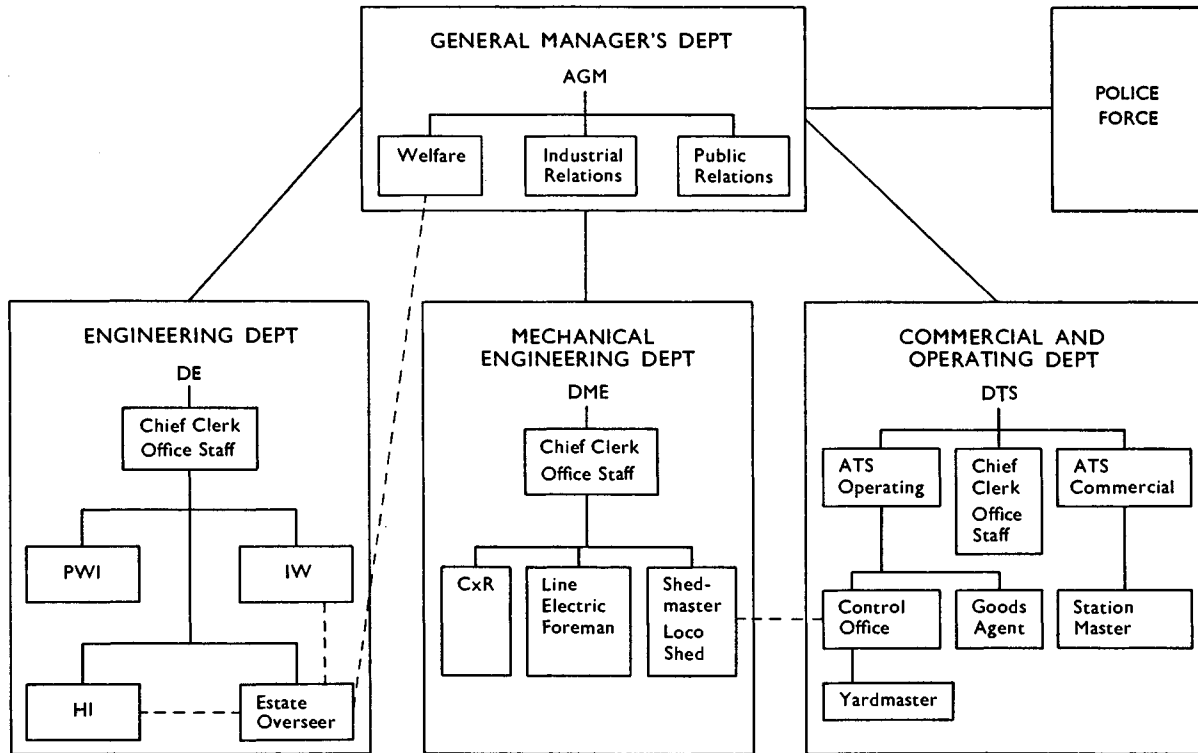 GENERAL MANAGER'S DEPT
AGM
Welfare
Industrial
Relations
Public
Relations
POLICE
FORCE
ENGINEERING DEPT
DE
Chief Clerk
Office Staff
PWI
IW
HI
Estate
Overseer
MECHANICAL
ENGINEERING DEPT
DME
Chief Clerk
Office Staff
CxR
Line
Electric
Foreman
Shed-
master
Loco
Shed
COMMERCIAL AND
OPERATING DEPT
DTS
ATS
Operating
Chief
Clerk
Office
Staff
ATS
Commercial
Control
Office
Goods
Agent
Station
Master
Yardmaster